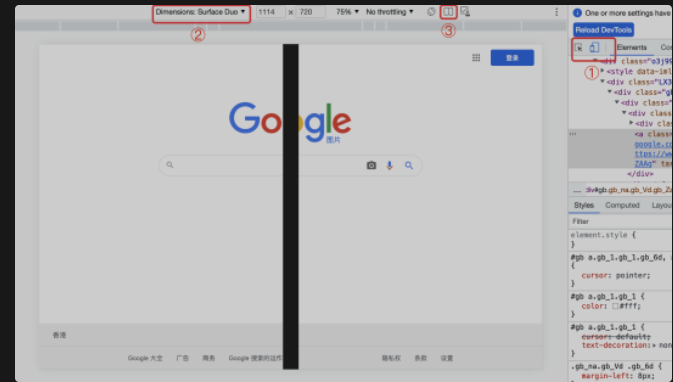 Dimensions: Surface Duo ▼ 1114 × 720 75% ▼ No throttling ▼
②
③
One or more settings have
Reload DevTools
Elements Con
①
<div class="o3j99
<style data-iml
<div class="LX3
<div class="gb
<div class="
<div class
<div cla
<a class=
google.co
ttps://ww
ZAAg" tar
</div>
... div#gb.gb_na.gb_Vd.gb_Za
Styles Computed Layou
Filter
element.style {
}
#gb a.gb_1.gb_1.gb_6d,
{
cursor: pointer;
}
#gb a.gb_1.gb_1 {
color: #fff;
}
#gb a.gb_1.gb_1 {
cursor: default;
text-decoration: non
}
.gb_na.gb_Vd .gb_6d {
margin-left: 8px;
登录
Google
图片
香港
Google 大全 广告 商务 Google 搜索的运作 隐私权 条款 设置